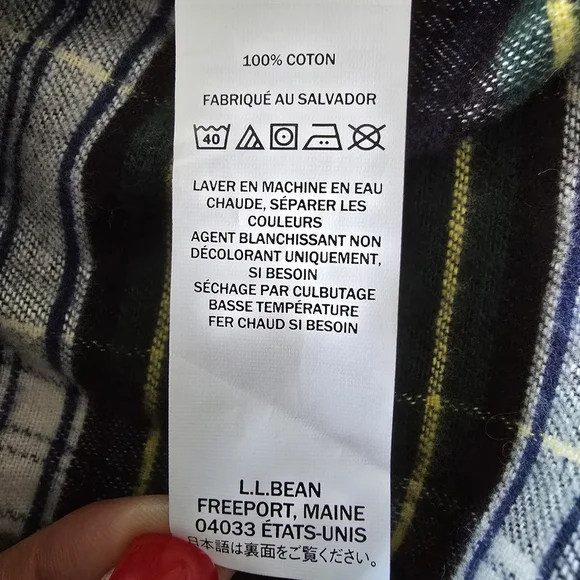 100% COTON
FABRIQUÉ AU SALVADOR
40
LAVER EN MACHINE EN EAU
CHAUDE, SÉPARER LES
COULEURS
AGENT BLANCHISSANT NON
DÉCOLORANT UNIQUEMENT,
SI BESOIN
SÉCHAGE PAR CULBUTAGE
BASSE TEMPÉRATURE
FER CHAUD SI BESOIN
L.L.BEAN
FREEPORT, MAINE
04033 ÉTATS-UNIS
日本語は裏面をご覧ください。